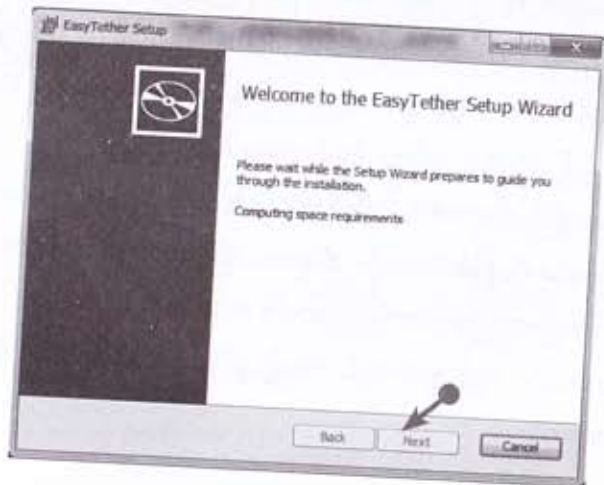 EasyTether Setup
Welcome to the EasyTether Setup Wizard
Please wait while the Setup Wizard prepares to guide you
through the installation.
Computing space requirements
Back Next Cancel